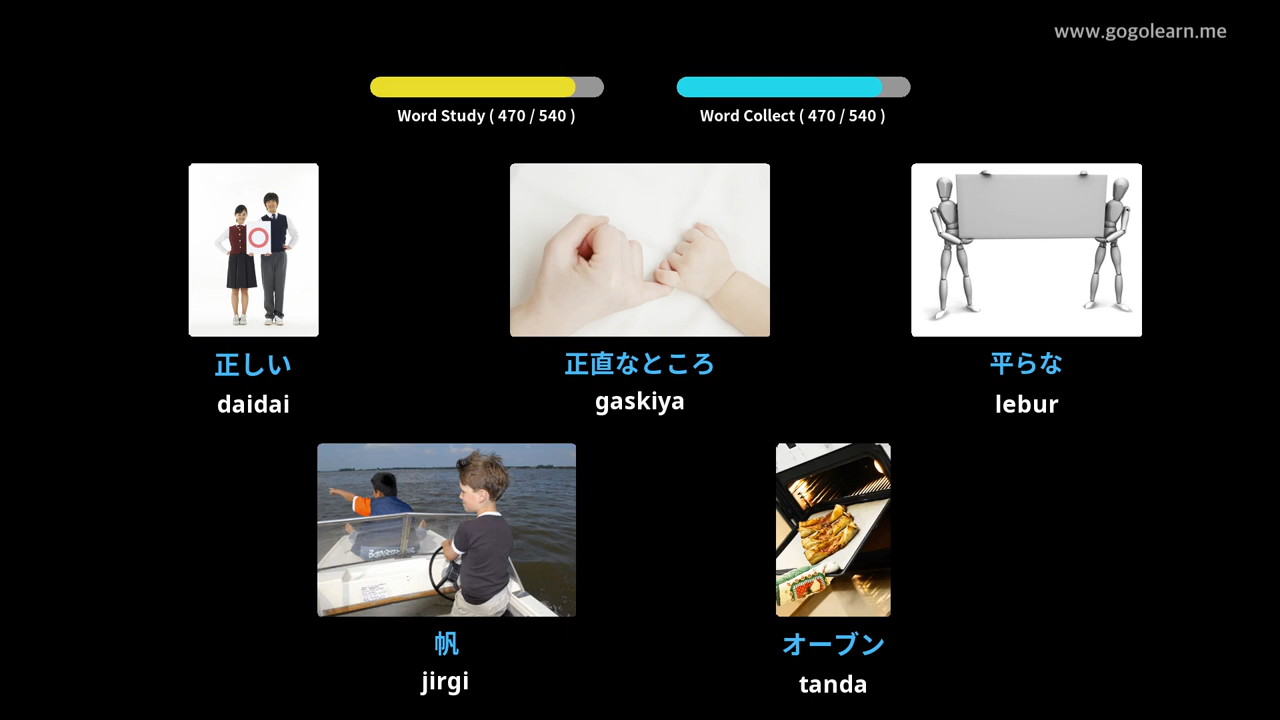 www.gogolearn.me
Word Study ( 470 / 540 )
Word Collect ( 470 / 540 )
正しい
daidai
正直なところ
gaskiya
平らな
lebur
帆
jirgi
オーブン
tanda